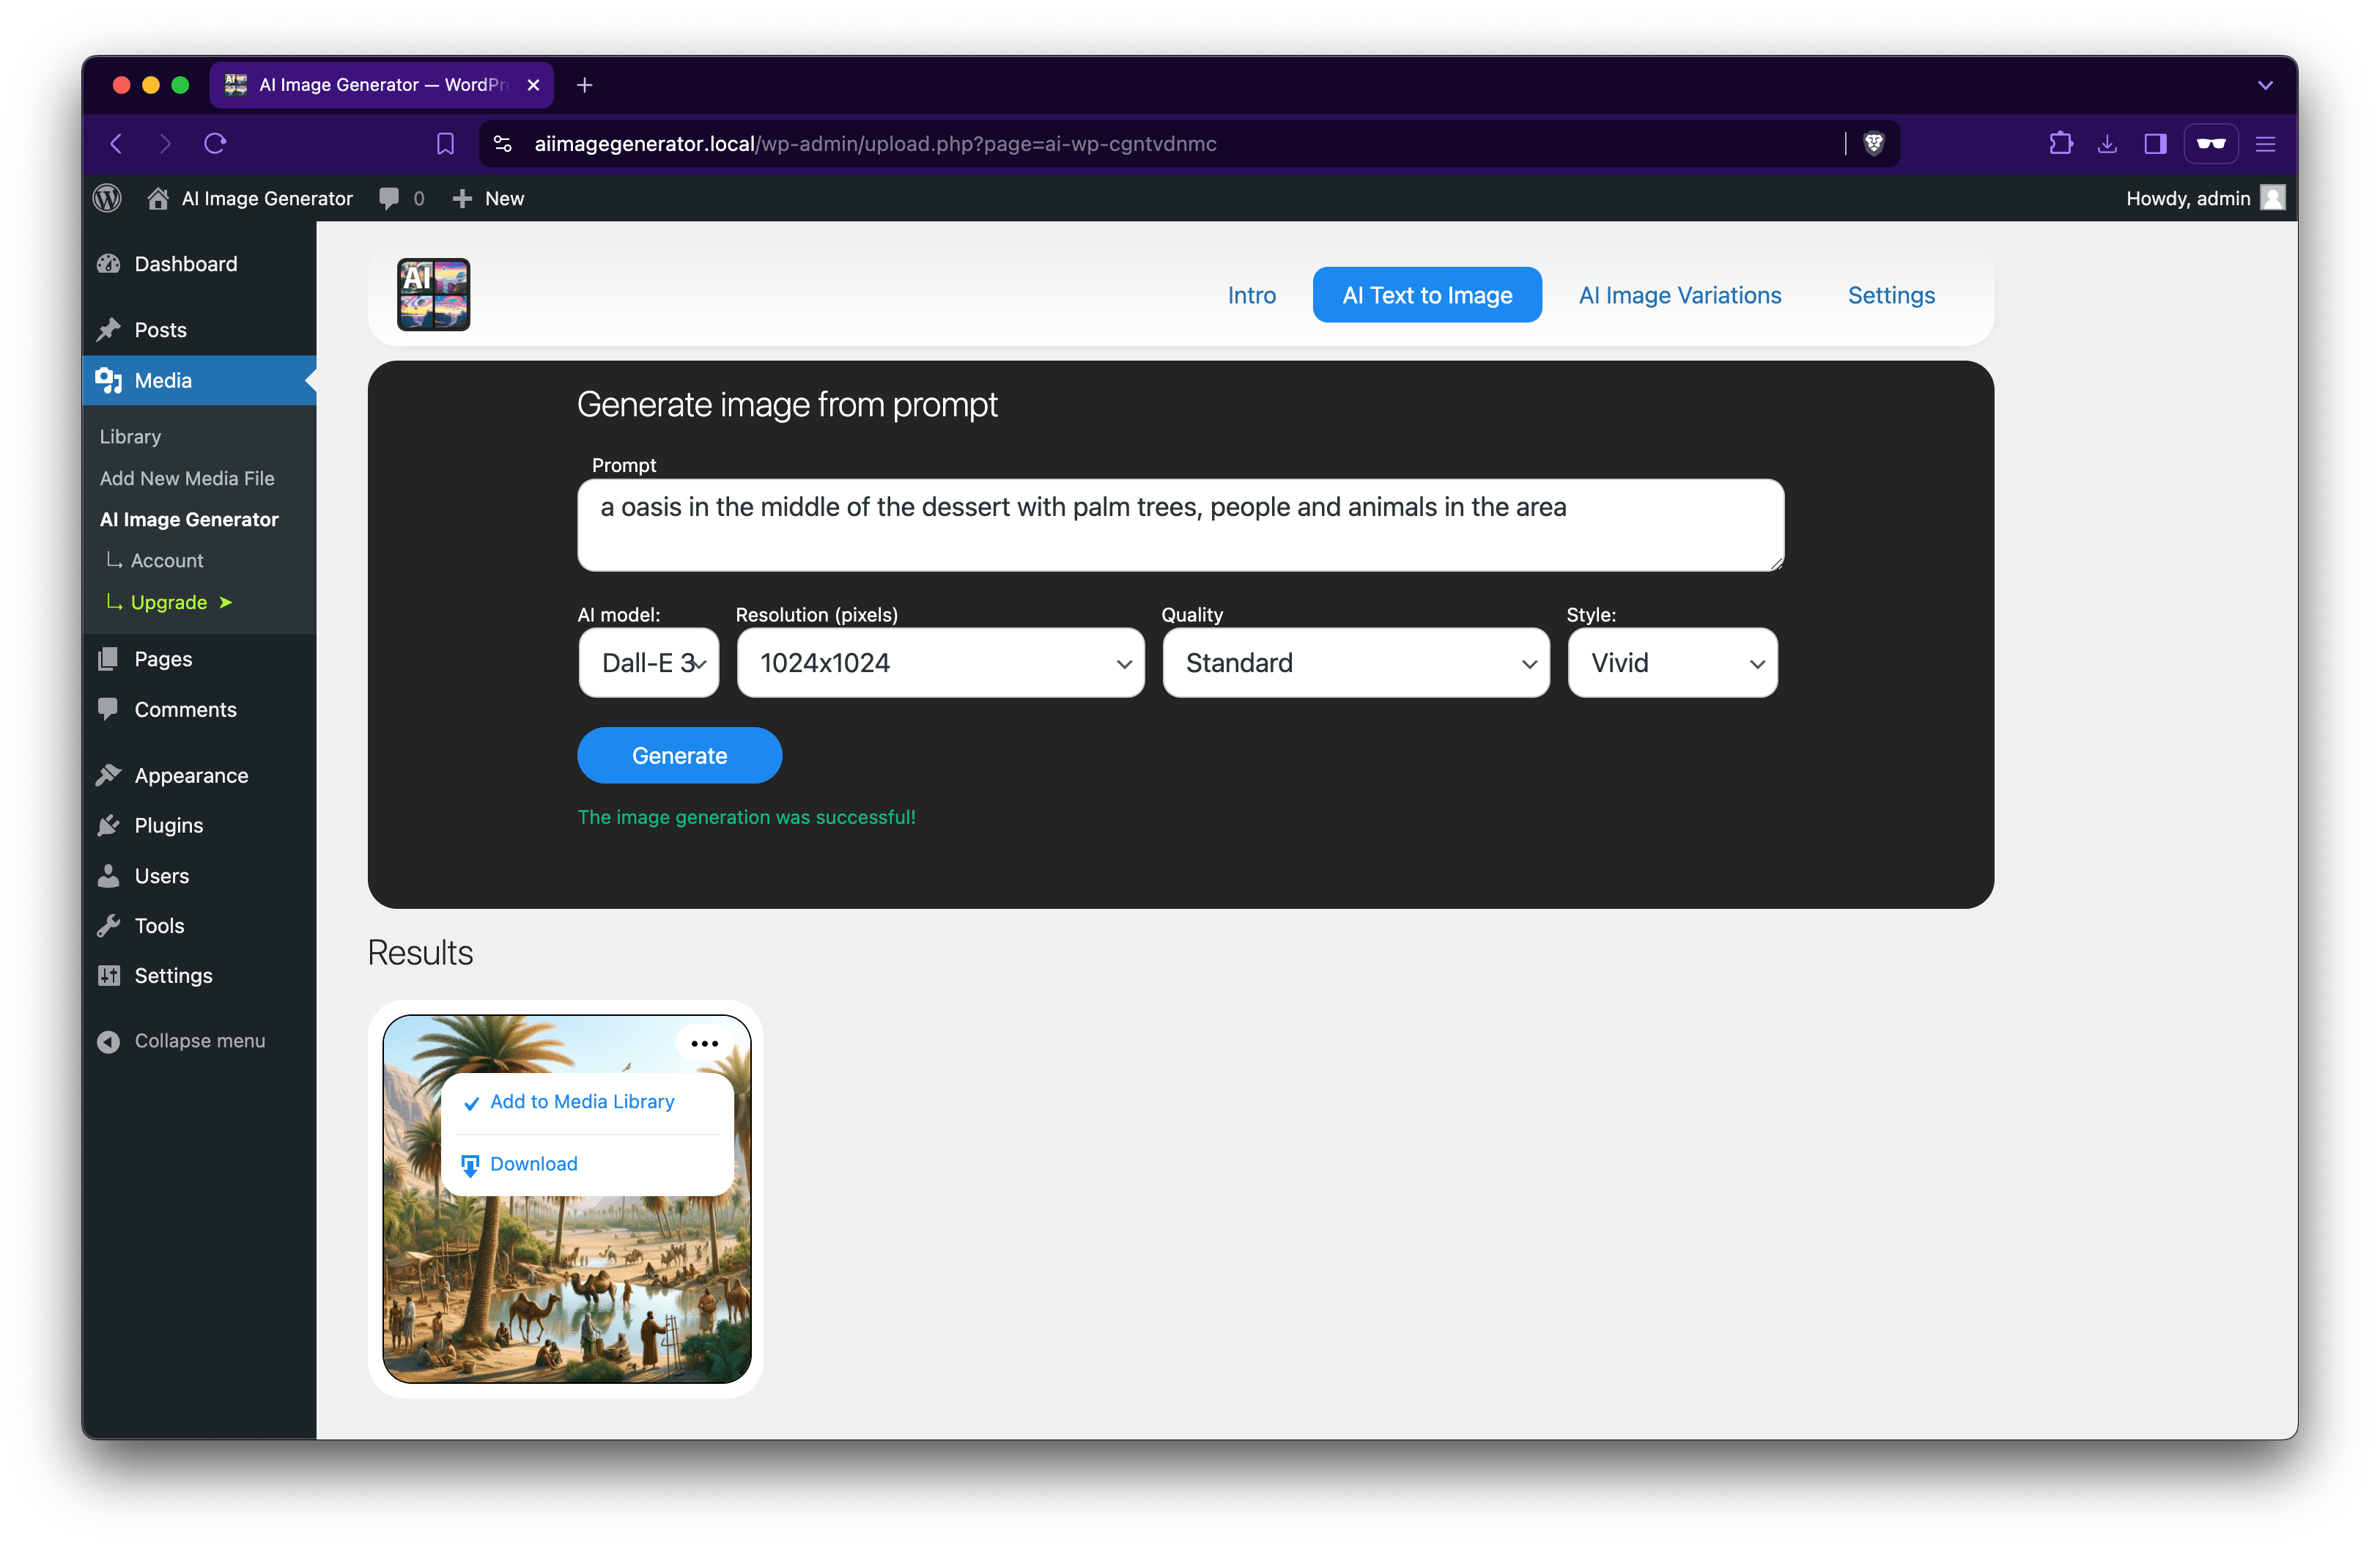 AI Image Generator — WordPr
aiimagegenerator.local/wp-admin/upload.php?page=ai-wp-cgntvdnmc
AI Image Generator
0
New
Howdy, admin
Dashboard
Posts
Media
Library
Add New Media File
AI Image Generator
Account
Upgrade ➤
Pages
Comments
Appearance
Plugins
Users
Tools
Settings
Collapse menu
AI
Intro
AI Text to Image
AI Image Variations
Settings
Generate image from prompt
Prompt
a oasis in the middle of the dessert with palm trees, people and animals in the area
AI model:
Resolution (pixels)
Quality
Style:
Dall-E 3
1024x1024
Standard
Vivid
Generate
The image generation was successful!
Results
Add to Media Library
Download